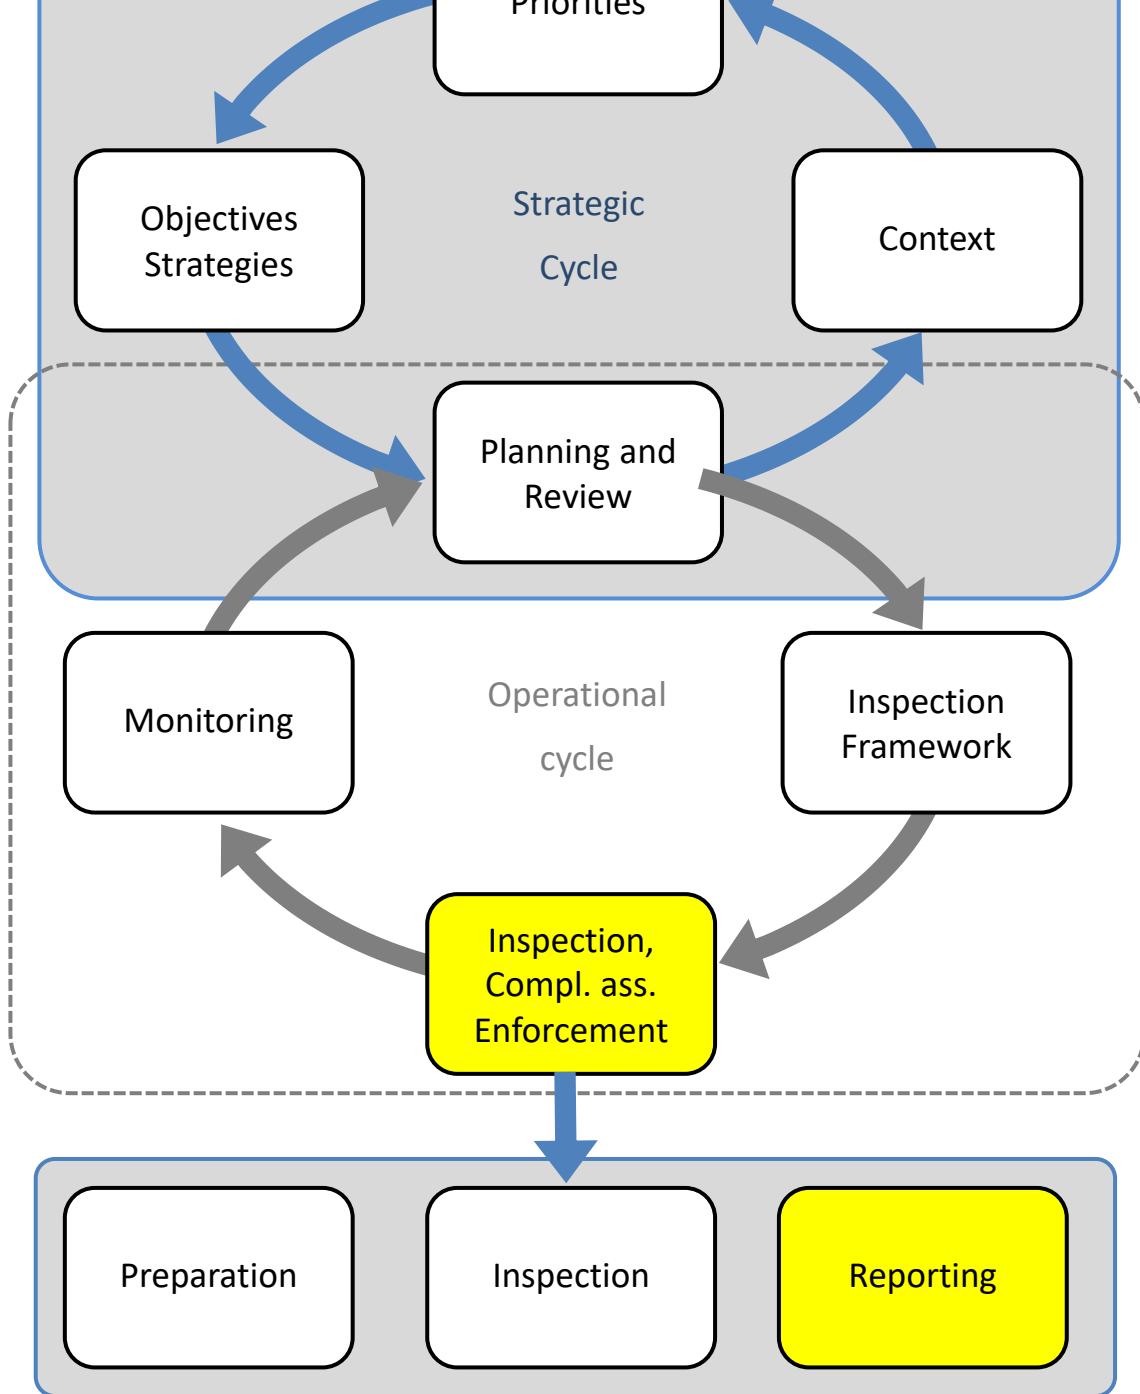 Priorities
Objectives
Strategies
Strategic
Cycle
Context
Planning and
Review
Monitoring
Operational
cycle
Inspection
Framework
Inspection,
Compl. ass.
Enforcement
Preparation
Inspection
Reporting